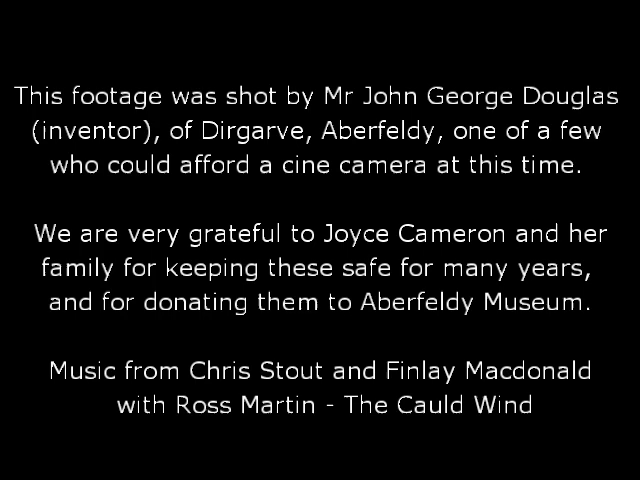 This footage was shot by Mr John George Douglas
(inventor), of Dirgarve, Aberfeldy, one of a few
who could afford a cine camera at this time.
We are very grateful to Joyce Cameron and her
family for keeping these safe for many years,
and for donating them to Aberfeldy Museum.
Music from Chris Stout and Finlay Macdonald
with Ross Martin - The Cauld Wind